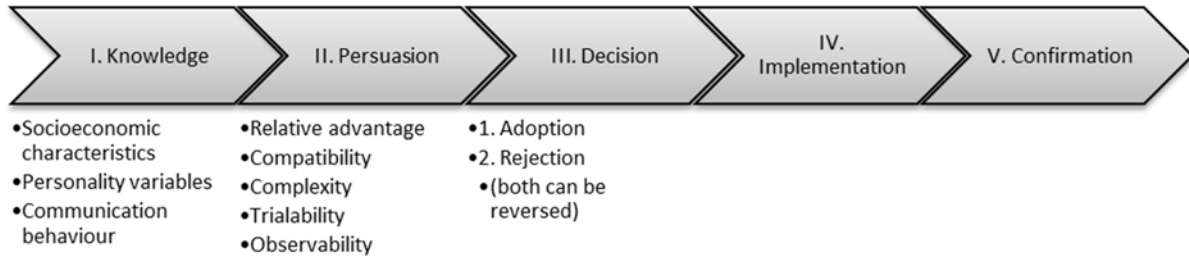 I. Knowledge
II. Persuasion
III. Decision
IV.
Implementation
V. Confirmation
•Socioeconomic
characteristics
•Personality variables
•Communication
behaviour
•Relative advantage
•Compatibility
•Complexity
•Trialability
•Observability
•1. Adoption
•2. Rejection
•(both can be
reversed)